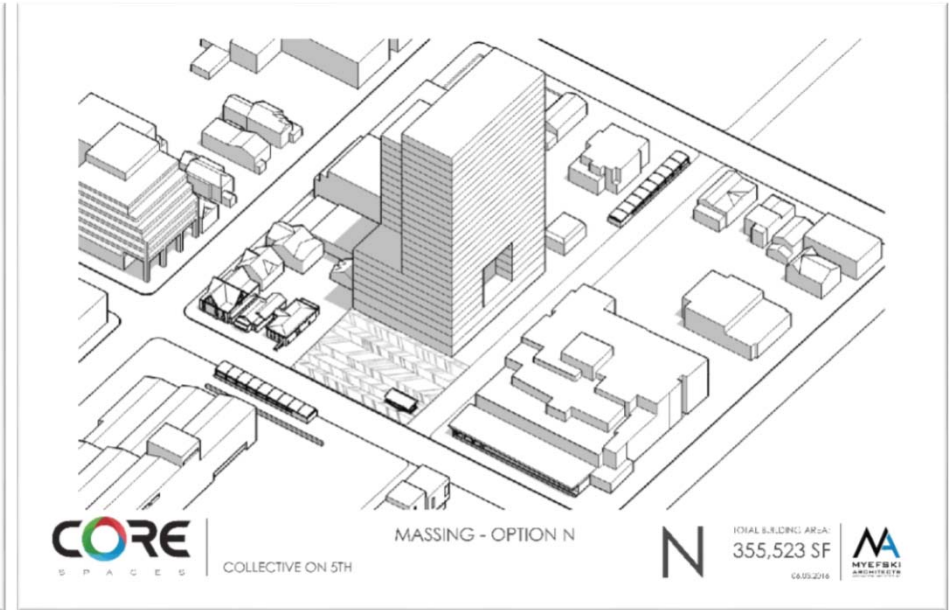 MASSING - OPTION N
CORE
SPACES
COLLECTIVE ON 5TH
N
TOTAL BUILDING AREA:
355,523 SF
MYEFSKI
ARCHITECTS